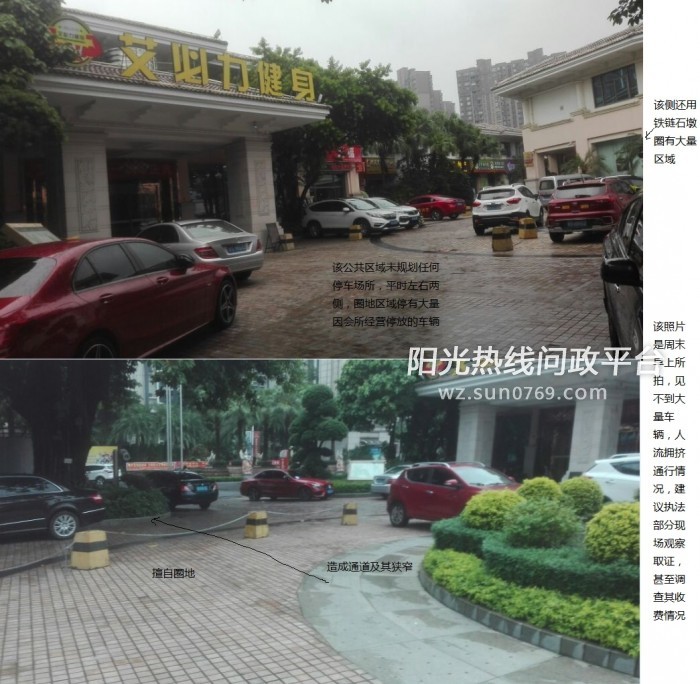 艾必力健身
该侧还用
铁链石墩
圈有大量
区域
该公共区域未规划任何
停车场所，平时左右两
侧，圈地区域停有大量
因会所经营停放的车辆
阳光热线问政平台
wz.sun0769.com
该照片
是周末
早上所
拍，见
不到大
量车
辆，人
流拥挤
通行情
况，建
议执法
部分现
场观察
取证，
甚至调
查其收
费情况
擅自圈地
造成通道及其狭窄